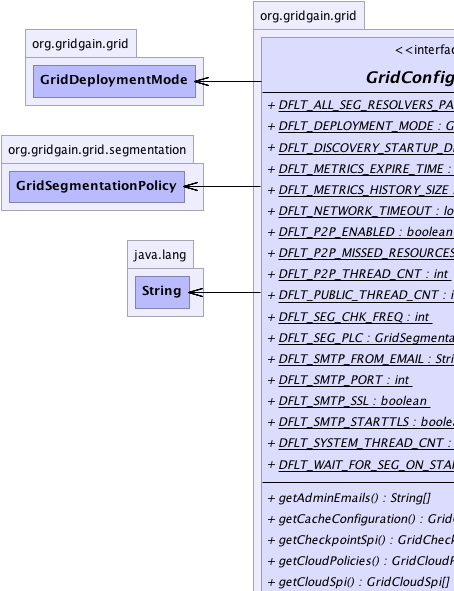 org.gridgain.grid
GridDeploymentMode
org.gridgain.grid.segmentation
GridSegmentationPolicy
java.lang
String
org.gridgain.grid
<<interfac
GridConfig
+ DFLT_ALL_SEG_RESOLVERS_PA
+ DFLT_DEPLOYMENT_MODE : G
+ DFLT_DISCOVERY_STARTUP_D
+ DFLT_METRICS_EXPIRE_TIME :
+ DFLT_METRICS_HISTORY_SIZE :
+ DFLT_NETWORK_TIMEOUT : lo
+ DFLT_P2P_ENABLED : boolean
+ DFLT_P2P_MISSED_RESOURCES
+ DFLT_P2P_THREAD_CNT : int
+ DFLT_PUBLIC_THREAD_CNT : i
+ DFLT_SEG_CHK_FREQ : int
+ DFLT_SEG_PLC : GridSegmenta
+ DFLT_SMTP_FROM_EMAIL : Stri
+ DFLT_SMTP_PORT : int
+ DFLT_SMTP_SSL : boolean
+ DFLT_SMTP_STARTTLS : boolea
+ DFLT_SYSTEM_THREAD_CNT :
+ DFLT_WAIT_FOR_SEG_ON_STAR
+ getAdminEmails() : String[]
+ getCacheConfiguration() : Grid
+ getCheckpointSpi() : GridCheck
+ getCloudPolicies() : GridCloudP
+ getCloudSpi() : GridCloudSpi[]